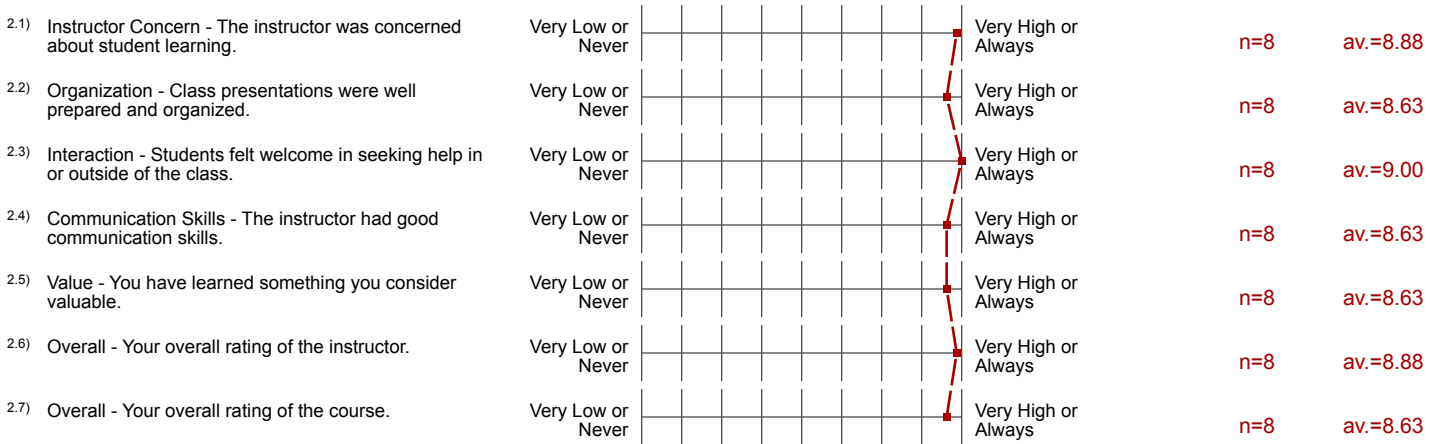 2.1) Instructor Concern - The instructor was concerned about student learning. Very Low or Never Very High or Always n=8 av.=8.88
2.2) Organization - Class presentations were well prepared and organized. Very Low or Never Very High or Always n=8 av.=8.63
2.3) Interaction - Students felt welcome in seeking help in or outside of the class. Very Low or Never Very High or Always n=8 av.=9.00
2.4) Communication Skills - The instructor had good communication skills. Very Low or Never Very High or Always n=8 av.=8.63
2.5) Value - You have learned something you consider valuable. Very Low or Never Very High or Always n=8 av.=8.63
2.6) Overall - Your overall rating of the instructor. Very Low or Never Very High or Always n=8 av.=8.88
2.7) Overall - Your overall rating of the course. Very Low or Never Very High or Always n=8 av.=8.63